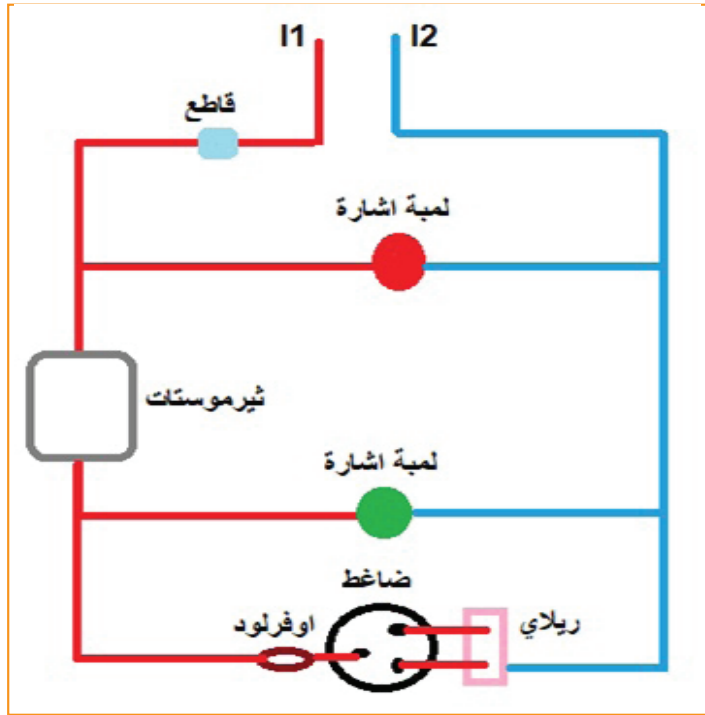 I1
I2
قاطع
لمبة اشارة
ثيرموستات
لمبة اشارة
ضاغط
اوفرلود
ريلاي